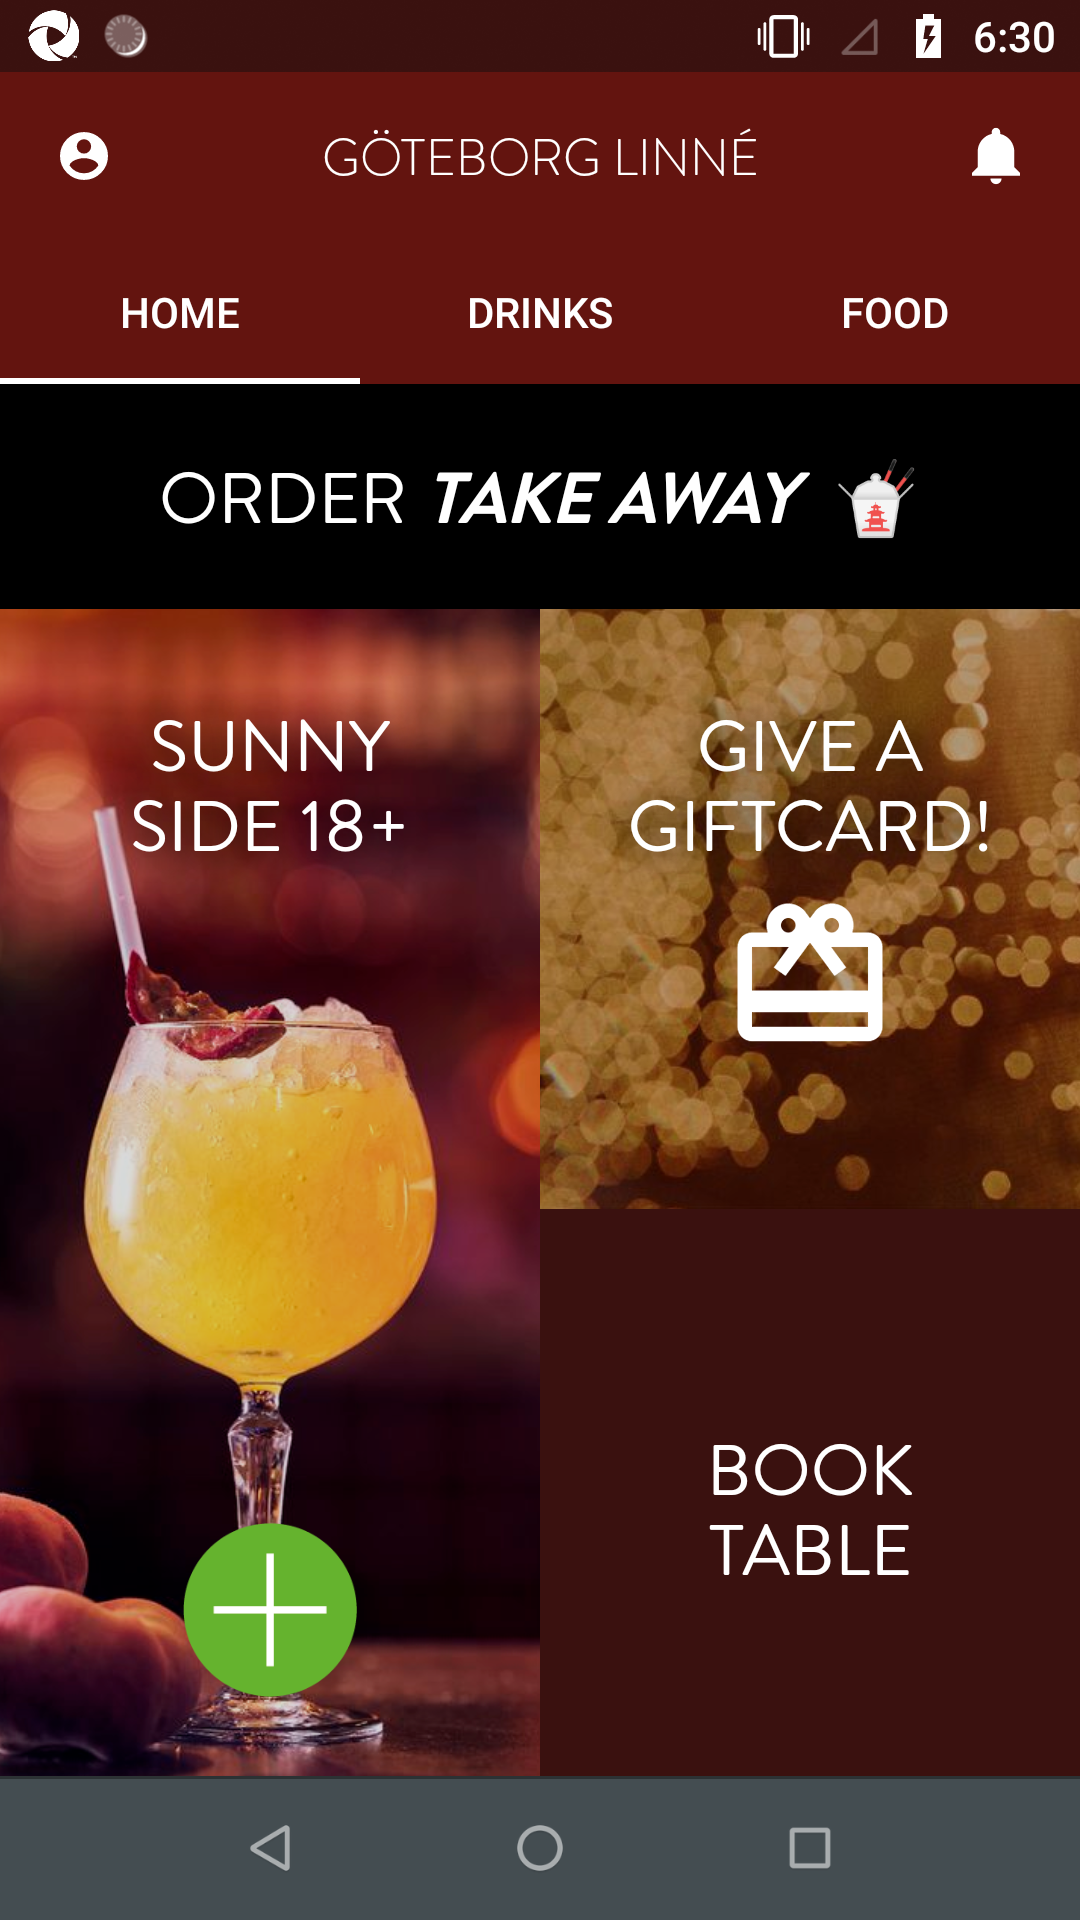 6:30
GÖTEBORG LINNÉ
HOME
DRINKS
FOOD
ORDER TAKE AWAY
SUNNY
SIDE 18+
GIVE A
GIFTCARD!
BOOK
TABLE